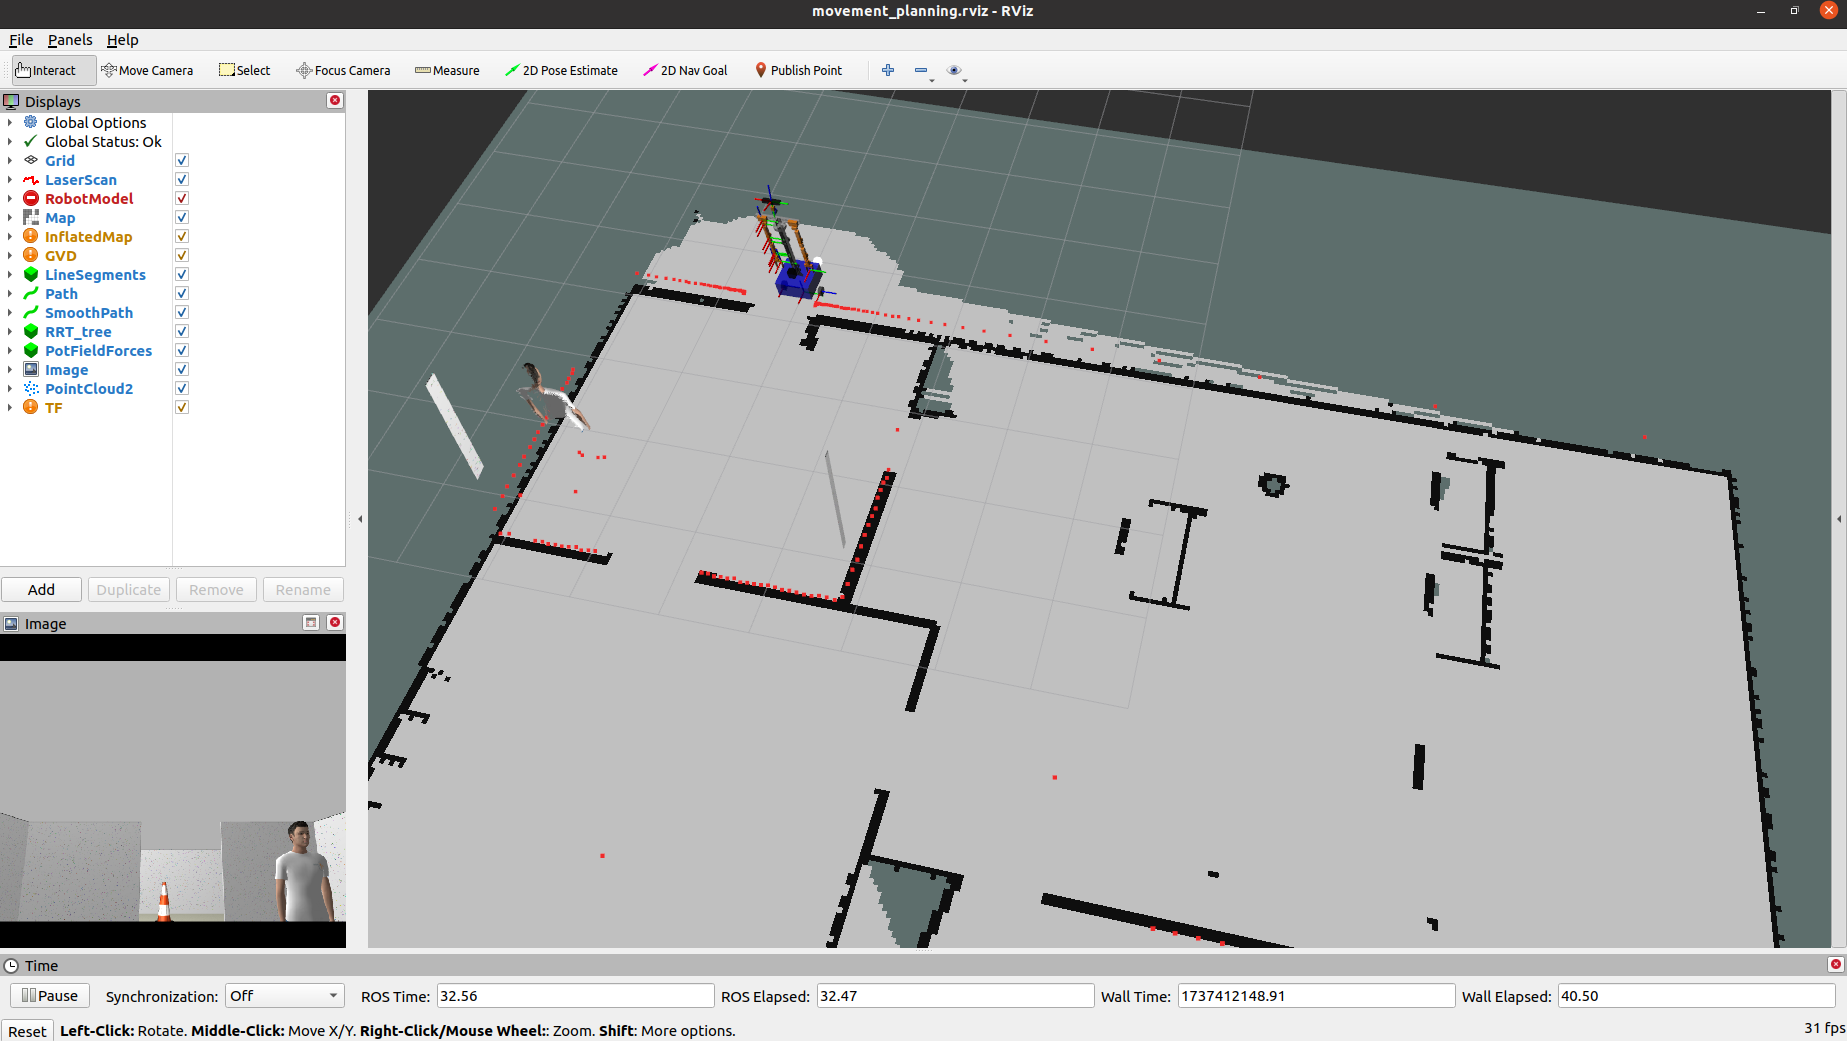 movement_planning.rviz - RViz
File Panels Help
Interact Move Camera Select Focus Camera Measure 2D Pose Estimate 2D Nav Goal Publish Point
Displays
Global Options
Global Status: Ok
Grid
LaserScan
RobotModel
Map
InflatedMap
GVD
LineSegments
Path
SmoothPath
RRT_tree
PotFieldForces
Image
PointCloud2
TF
Add Duplicate Remove Rename
Image
Time
Pause Synchronization: Off ROS Time: 32.56 ROS Elapsed: 32.47 Wall Time: 1737412148.91 Wall Elapsed: 40.50
Reset Left-Click: Rotate. Middle-Click: Move X/Y. Right-Click/Mouse Wheel:: Zoom. Shift: More options. 31 fps